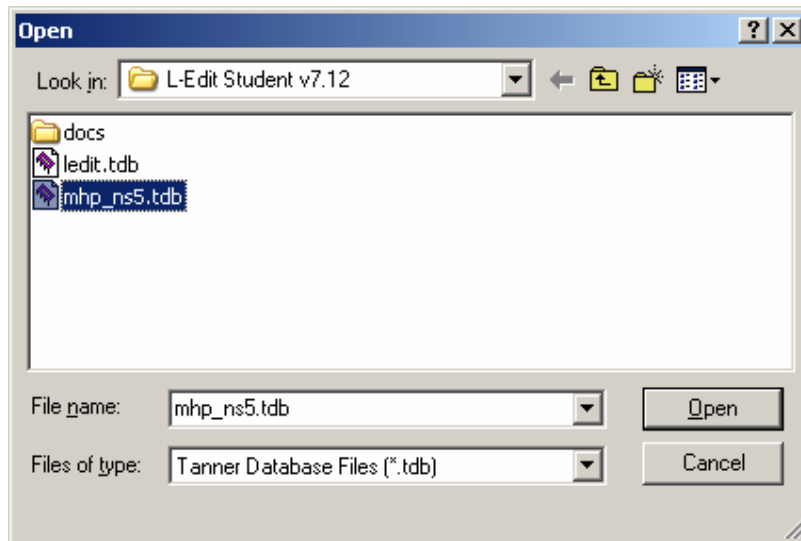 Open
Look in: L-Edit Student v7.12
docs
ledit.tdb
mhp_ns5.tdb
File name: mhp_ns5.tdb Open
Files of type: Tanner Database Files (*.tdb) Cancel